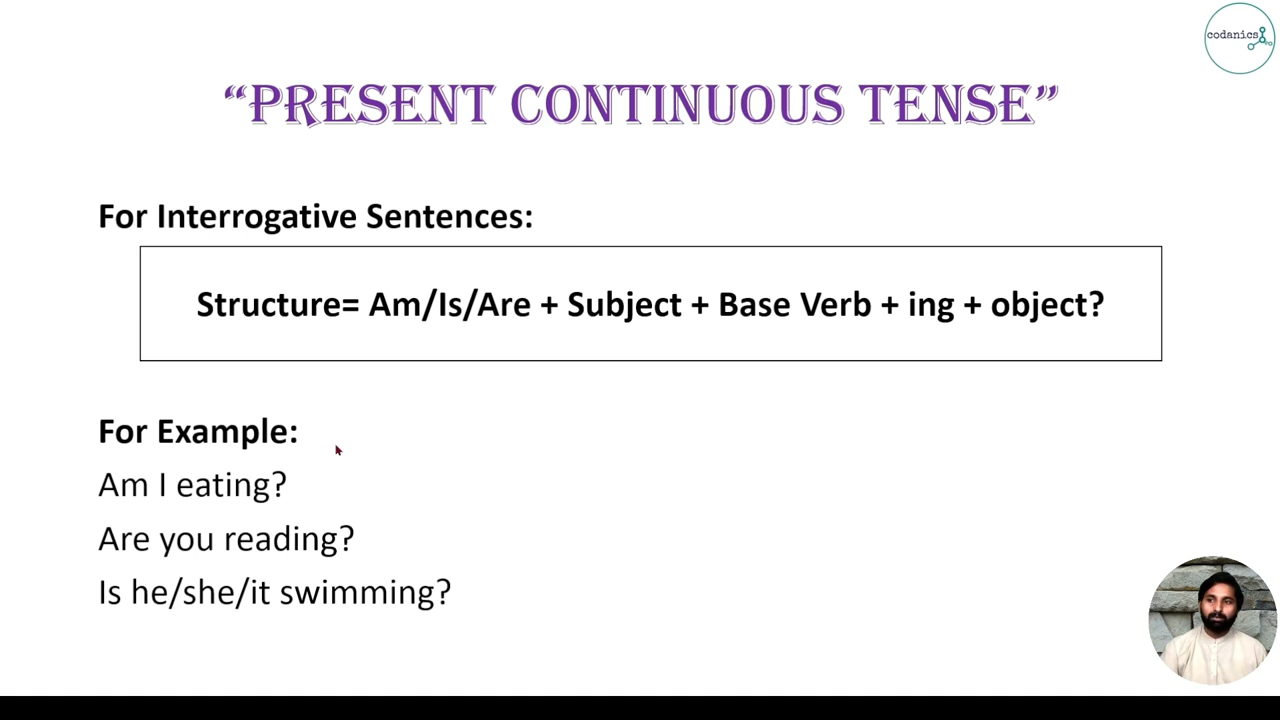 codanics
“PRESENT CONTINUOUS TENSE”
For Interrogative Sentences:
Structure= Am/Is/Are + Subject + Base Verb + ing + object?
For Example:
Am I eating?
Are you reading?
Is he/she/it swimming?